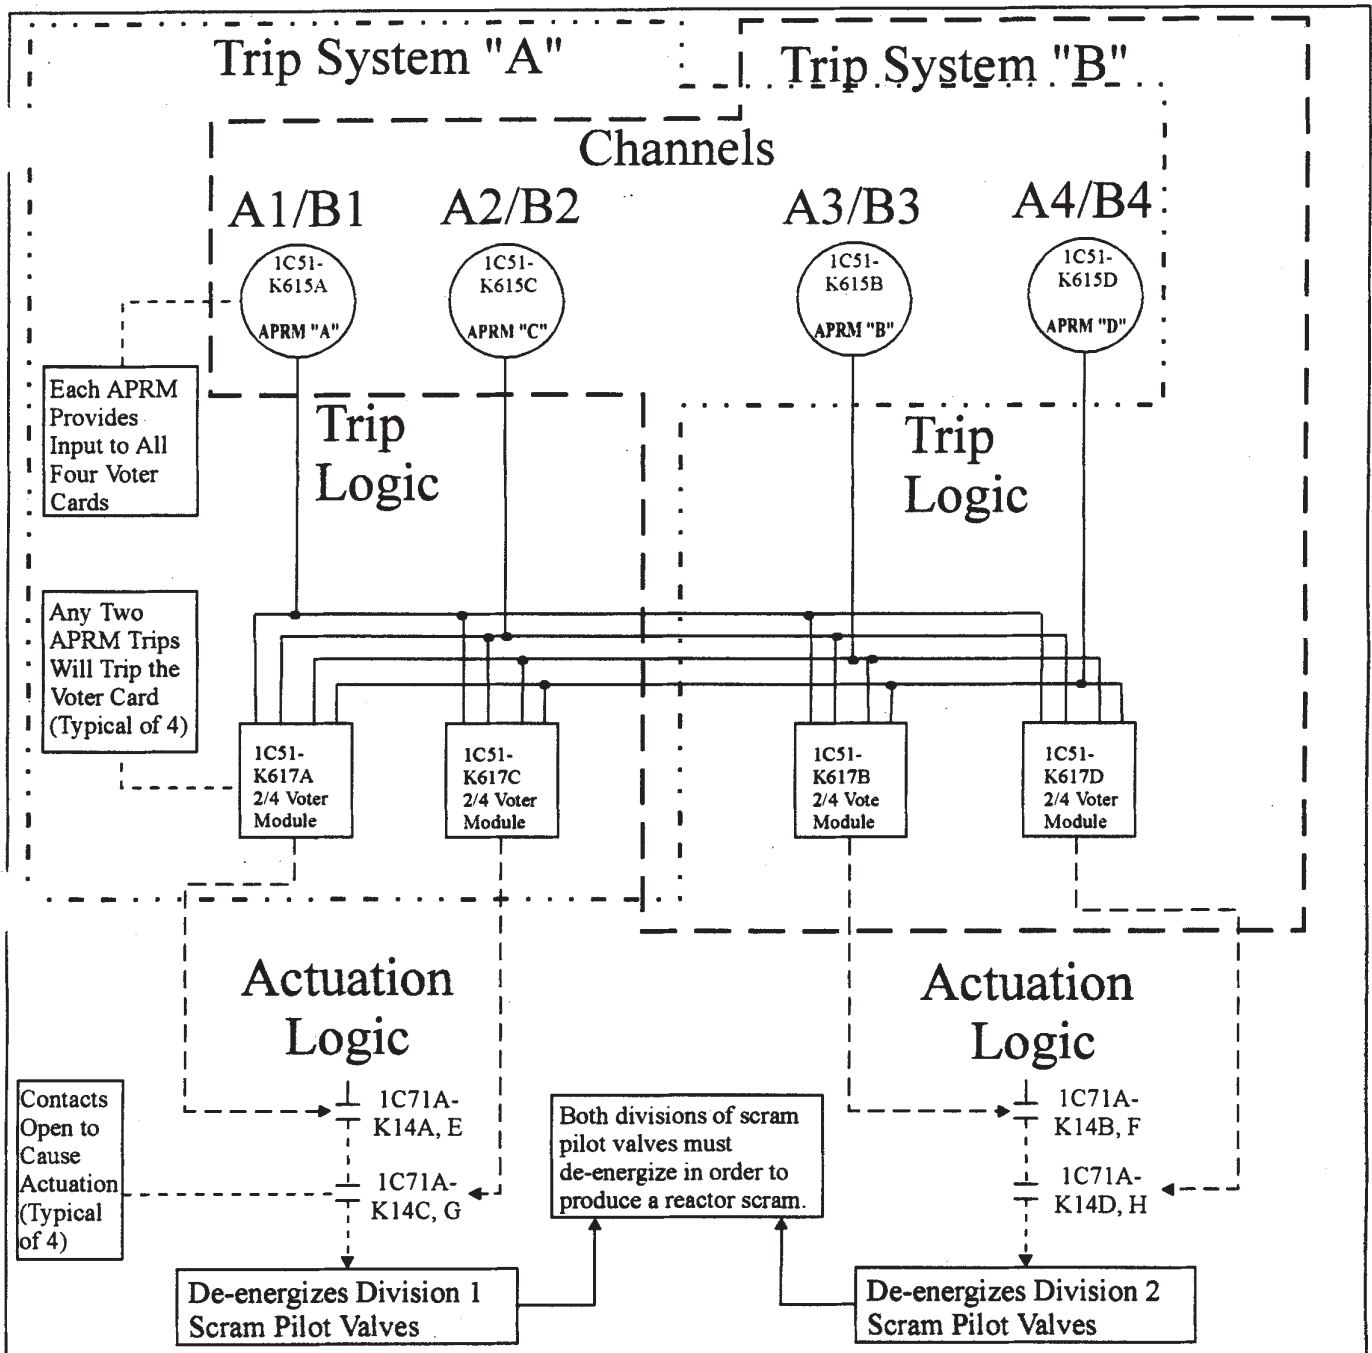 Trip System "A"
Trip System "B"
Channels
A1/B1
A2/B2
A3/B3
A4/B4
1C51-
K615A
APRM "A"
1C51-
K615C
APRM "C"
1C51-
K615B
APRM "B"
1C51-
K615D
APRM "D"
Each APRM
Provides
Input to All
Four Voter
Cards
Trip
Logic
Trip
Logic
Any Two
APRM Trips
Will Trip the
Voter Card
(Typical of 4)
1C51-
K617A
2/4 Voter
Module
1C51-
K617C
2/4 Voter
Module
1C51-
K617B
2/4 Vote
Module
1C51-
K617D
2/4 Voter
Module
Actuation
Logic
Actuation
Logic
Contacts
Open to
Cause
Actuation
(Typical
of 4)
1C71A-
K14A, E
1C71A-
K14C, G
Both divisions of scram
pilot valves must
de-energize in order to
produce a reactor scram.
1C71A-
K14B, F
1C71A-
K14D, H
De-energizes Division 1
Scram Pilot Valves
De-energizes Division 2
Scram Pilot Valves